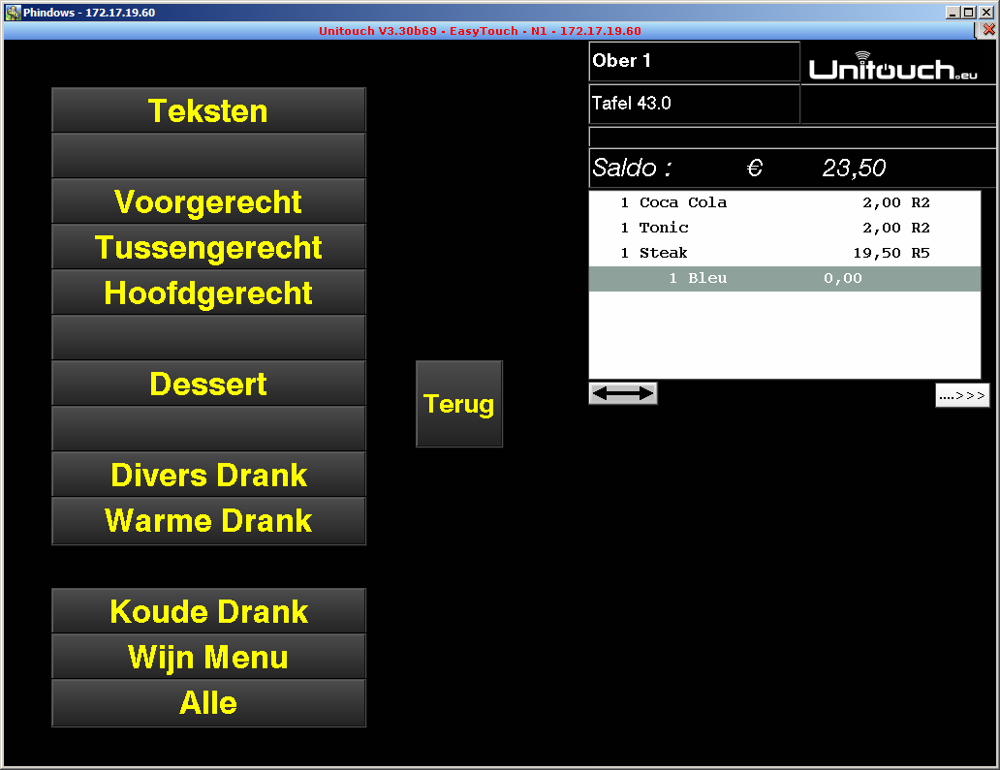 Phindows - 172.17.19.60
Unitouch V3.30b69 - EasyTouch - N1 - 172.17.19.60
Ober 1
Unitouch.eu
Tafel 43.0
Saldo : € 23,50
1 Coca Cola 2,00 R2
1 Tonic 2,00 R2
1 Steak 19,50 R5
1 Bleu 0,00
....>>>
Teksten
Voorgerecht
Tussengerecht
Hoofdgerecht
Dessert
Divers Drank
Warme Drank
Koude Drank
Wijn Menu
Alle
Terug